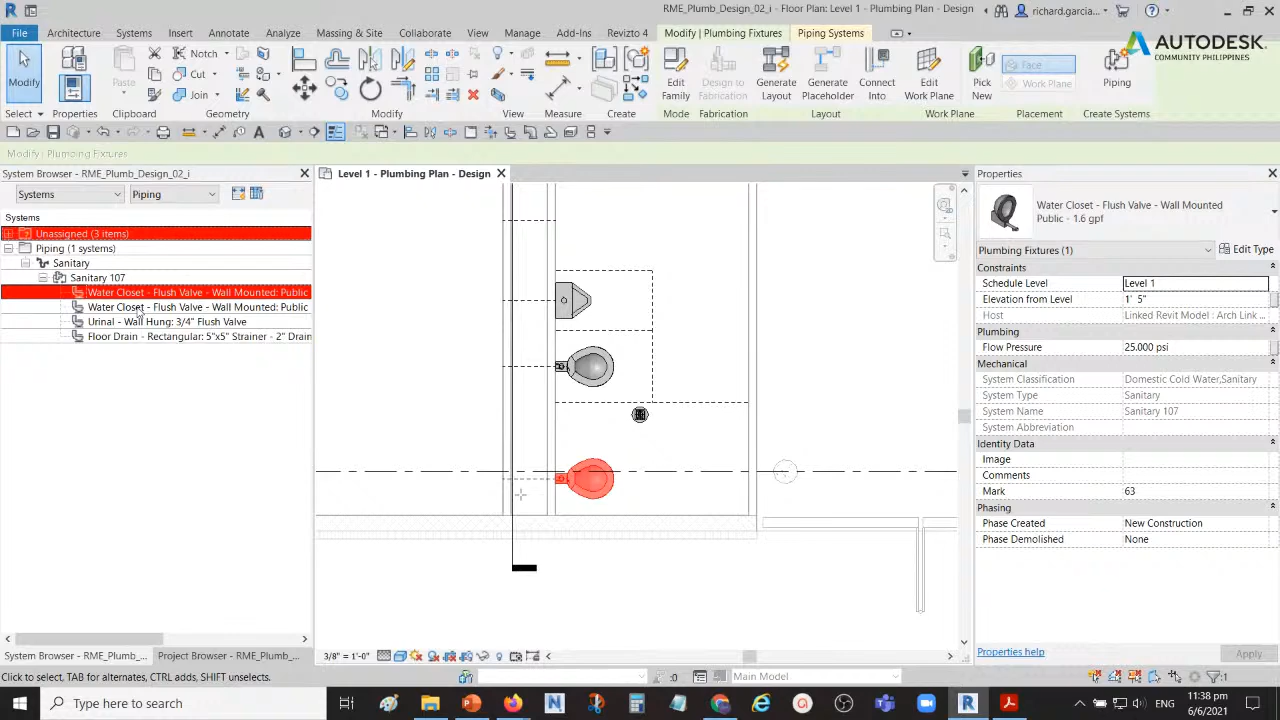 RME_Plumb_Design_02_i - Floor Plan: Level 1 - Plumbing Plan - Design
richard.garcia...
File Architecture Systems Insert Annotate Analyze Massing & Site Collaborate View Manage Add-Ins Revizto 4 Modify | Plumbing Fixtures Piping Systems
AUTODESK
COMMUNITY PHILIPPINES
Modify
Properties
Paste
Notch
Cut
Join
Edit Family
Design to Fabrication
Generate Layout
Generate Placeholder
Connect Into
Edit Work Plane
Pick New
Face
Work Plane
Piping
Select Properties Clipboard Geometry Modify View Measure Create Mode Fabrication Layout Work Plane Placement Create Systems
Modify | Plumbing Fixtures
System Browser - RME_Plumb_Design_02_i
Systems Piping
Systems
Unassigned (3 items)
Piping (1 systems)
Sanitary
Sanitary 107
Water Closet - Flush Valve - Wall Mounted: Public
Water Closet - Flush Valve - Wall Mounted: Public
Urinal - Wall Hung: 3/4" Flush Valve
Floor Drain - Rectangular: 5"x5" Strainer - 2" Drain
System Browser - RME_Plumb_... Project Browser - RME_Plumb_...
Level 1 - Plumbing Plan - Design
3/8" = 1'-0"
Properties
Water Closet - Flush Valve - Wall Mounted
Public - 1.6 gpf
Plumbing Fixtures (1) Edit Type
Constraints
Schedule Level Level 1
Elevation from Level 1' 5"
Host Linked Revit Model : Arch Link ...
Plumbing
Flow Pressure 25.000 psi
Mechanical
System Classification Domestic Cold Water,Sanitary
System Type Sanitary
System Name Sanitary 107
System Abbreviation
Identity Data
Image
Comments
Mark 63
Phasing
Phase Created New Construction
Phase Demolished None
Properties help Apply
Click to select, TAB for alternates, CTRL adds, SHIFT unselects.
:0 Main Model :1
Type here to search
ENG
11:38 pm
6/6/2021